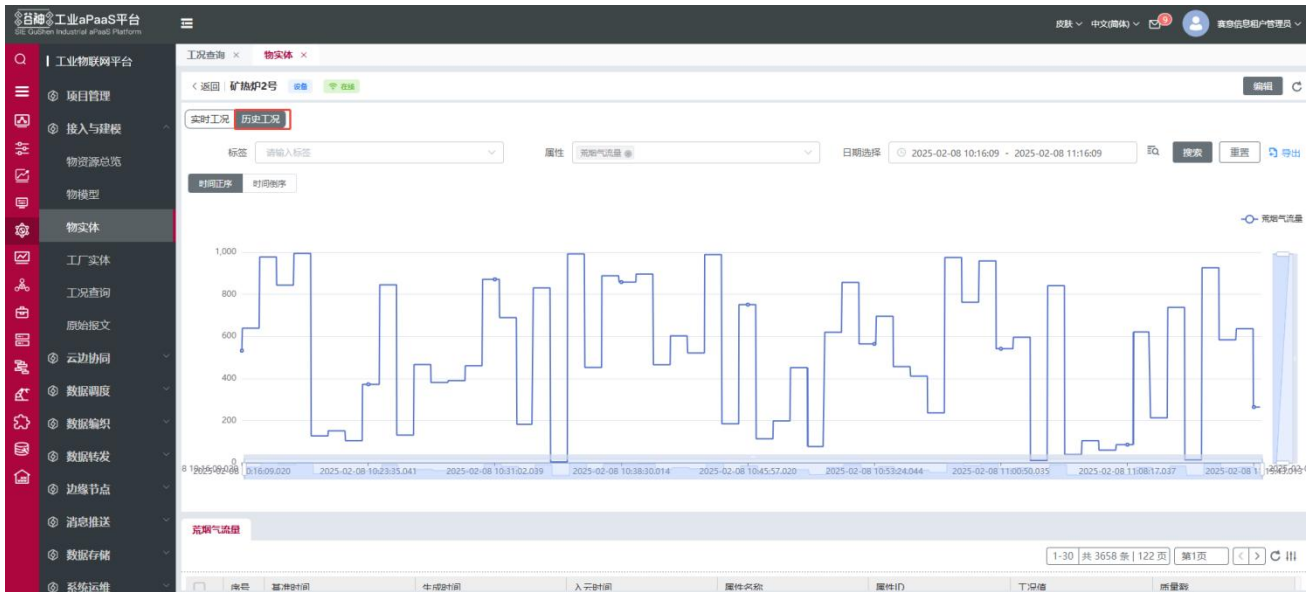 谷神 工业aPaaS平台
SIE GuShen Industrial aPaaS Platform
皮肤 中文(简体) 9 赛意信息租户管理员
工业物联网平台
项目管理
接入与建模
物资源总览
物模型
物实体
工厂实体
工况查询
原始报文
云边协同
数据调度
数据编织
数据转发
边缘节点
消息推送
数据存储
系统运维
工况查询 × 物实体 ×
返回 矿热炉2号 设备 在线 编辑
实时工况 历史工况
标签 请输入标签 属性 荒烟气流量 日期选择 2025-02-08 10:16:09 - 2025-02-08 11:16:09 搜索 重置 导出
时间正序 时间倒序
荒烟气流量
1,000
800
600
400
200
0
0:16:09.020 2025-02-08 10:23:35.041 2025-02-08 10:31:02.039 2025-02-08 10:38:30.014 2025-02-08 10:45:57.020 2025-02-08 10:53:24.044 2025-02-08 11:00:50.035 2025-02-08 11:08:17.037 2025-02-08 1
荒烟气流量
1-30 共 3658 条 122 页 第1页
序号 基准时间 生成时间 入云时间 属性名称 属性ID 工况值 质量戳